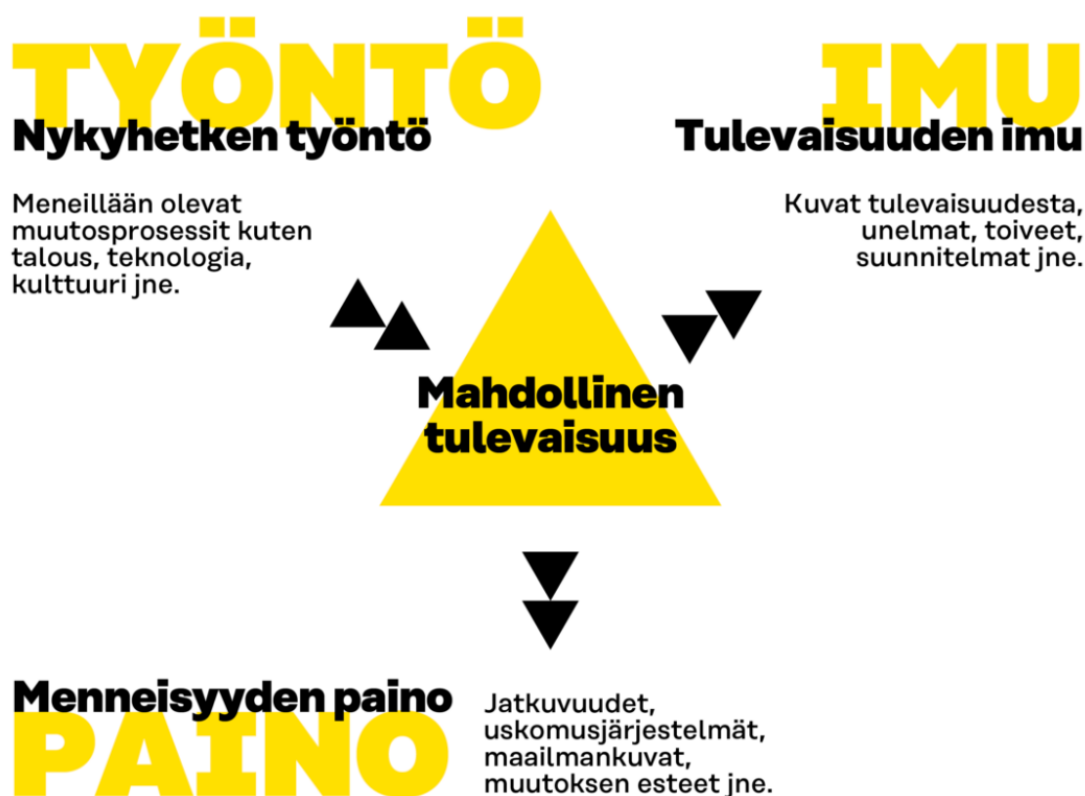 TYÖNTÖ
Nykyhetken työntö
Meneillään olevat
muutosprosessit kuten
talous, teknologia,
kulttuuri jne.
IMU
Tulevaisuuden imu
Kuvat tulevaisuudesta,
unelmat, toiveet,
suunnitelmat jne.
Mahdollinen
tulevaisuus
Menneisyyden paino
PAINO
Jatkuvuudet,
uskomusjärjestelmät,
maailmankuvat,
muutoksen esteet jne.